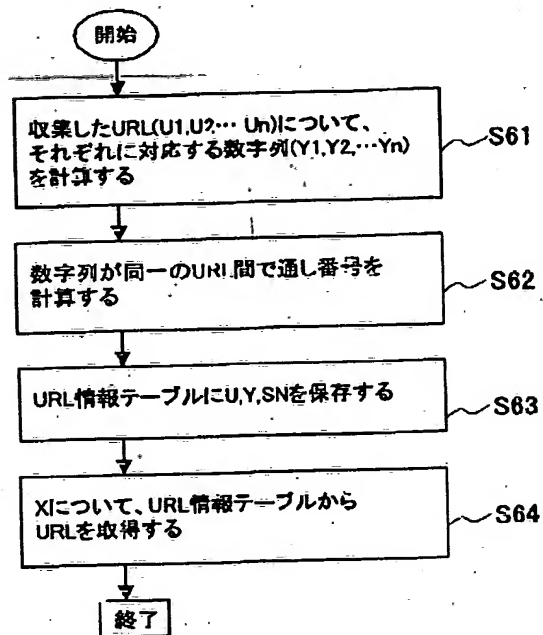 開始
収集したURL(U1,U2,… Un)について、
それぞれに対応する数字列(Y1,Y2,…Yn)
を計算する
S61
数字列が同一のURL間で通し番号を
計算する
S62
URL情報テーブルにU,Y,SNを保存する
S63
Xについて、URL情報テーブルから
URLを取得する
S64
終了